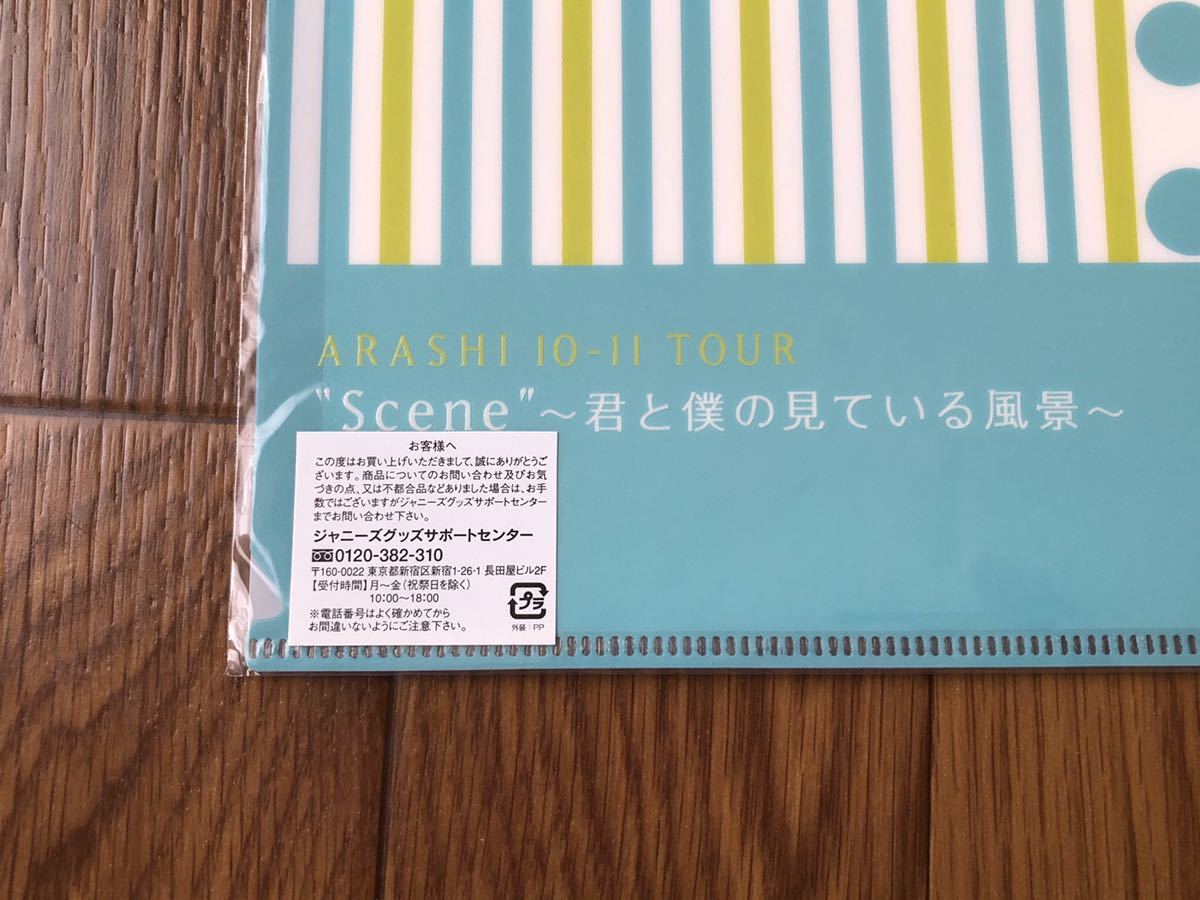 ARASHI 10-11 TOUR
"Scene"～君と僕の見ている風景～
お客様へ
この度はお買い上げいただきまして、誠にありがとうご
ざいます。商品についてのお問い合わせ及びお気
づきの点、又は不都合品などありました場合は、お手
数ではございますがジャニーズグッズサポートセンター
までお問い合わせ下さい。
ジャニーズグッズサポートセンター
0120-382-310
〒160-0022 東京都新宿区新宿1-26-1 長田屋ビル2F
【受付時間】月～金(祝祭日を除く)
10:00～18:00
※電話番号はよく確かめてから
お間違いないようにご注意下さい。
プラ
外装：PP